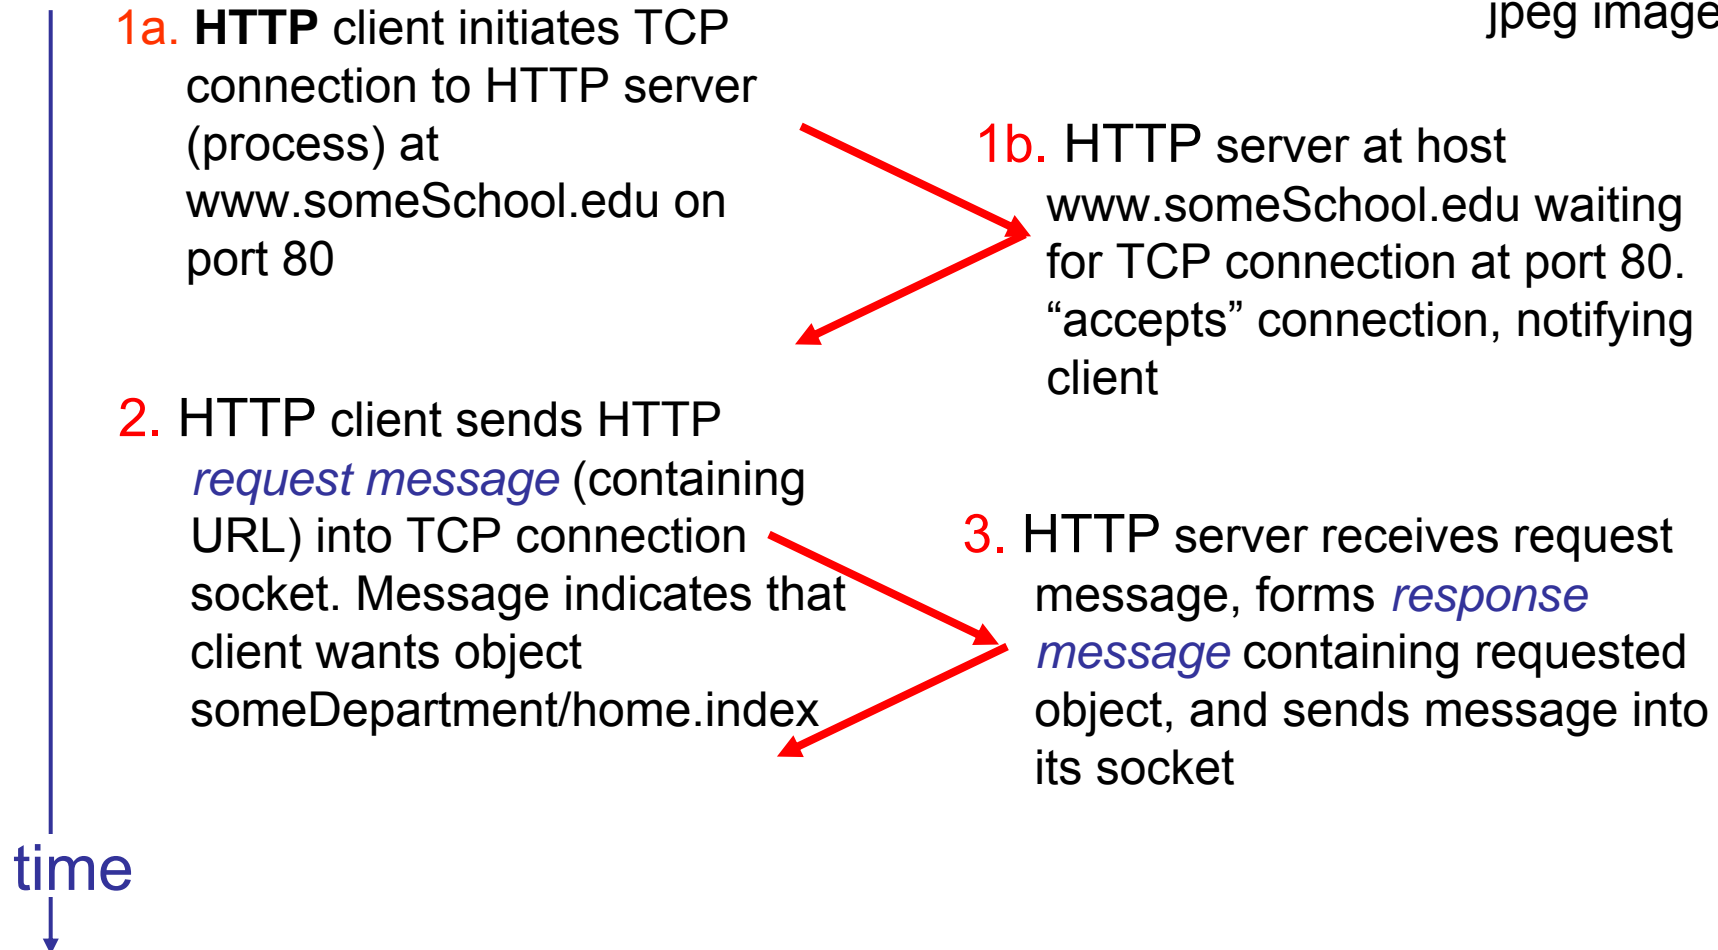 jpeg image
1a. HTTP client initiates TCP
connection to HTTP server
(process) at
www.someSchool.edu on
port 80
1b. HTTP server at host
www.someSchool.edu waiting
for TCP connection at port 80.
“accepts” connection, notifying
client
2. HTTP client sends HTTP
request message (containing
URL) into TCP connection
socket. Message indicates that
client wants object
someDepartment/home.index
3. HTTP server receives request
message, forms response
message containing requested
object, and sends message into
its socket
time